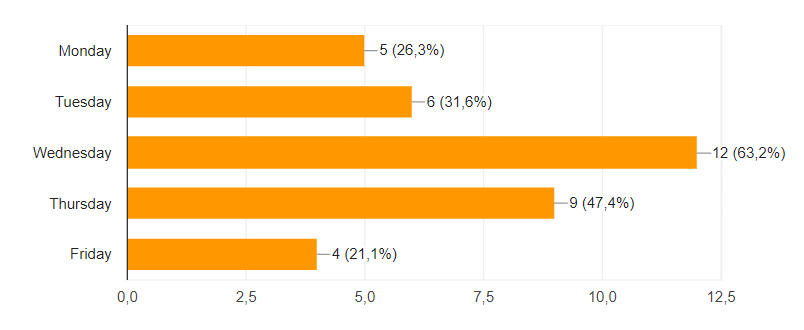 Monday 5 (26,3%)
Tuesday 6 (31,6%)
Wednesday 12 (63,2%)
Thursday 9 (47,4%)
Friday 4 (21,1%)
0,0 2,5 5,0 7,5 10,0 12,5